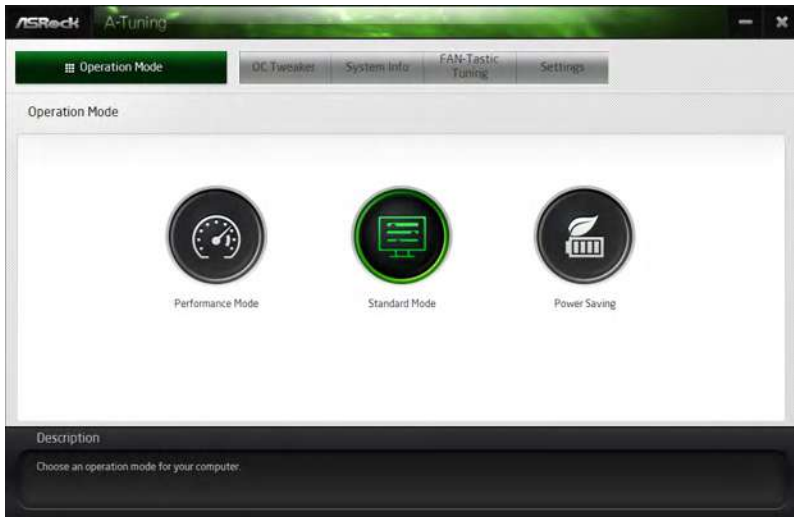 ASRock A-Tuning
Operation Mode OC Tweaker System Info FAN-Tastic Tuning Settings
Operation Mode
Performance Mode Standard Mode Power Saving
Description
Choose an operation mode for your computer.